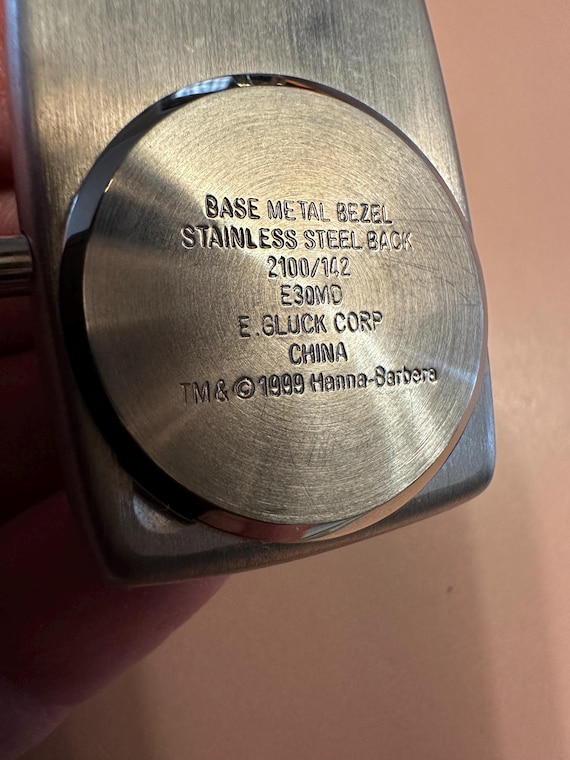 BASE METAL BEZEL
STAINLESS STEEL BACK
2100/142
E30MD
E.GLUCK CORP
CHINA
TM & © 1999 Hanna-Barbera